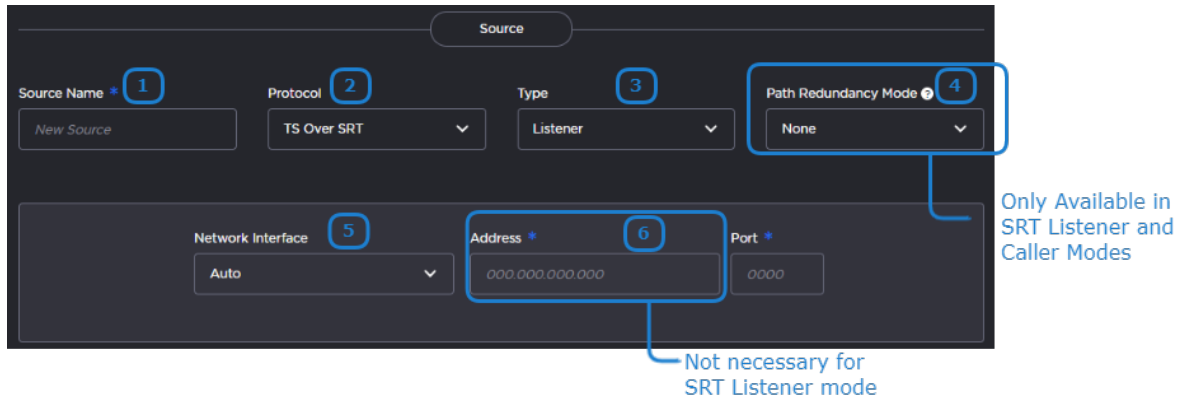 Source
Source Name * 1
Protocol 2
Type 3
Path Redundancy Mode ? 4
New Source
TS Over SRT
Listener
None
Only Available in
SRT Listener and
Caller Modes
Network Interface 5
Address * 6
Port *
Auto
000.000.000.000
0000
Not necessary for
SRT Listener mode